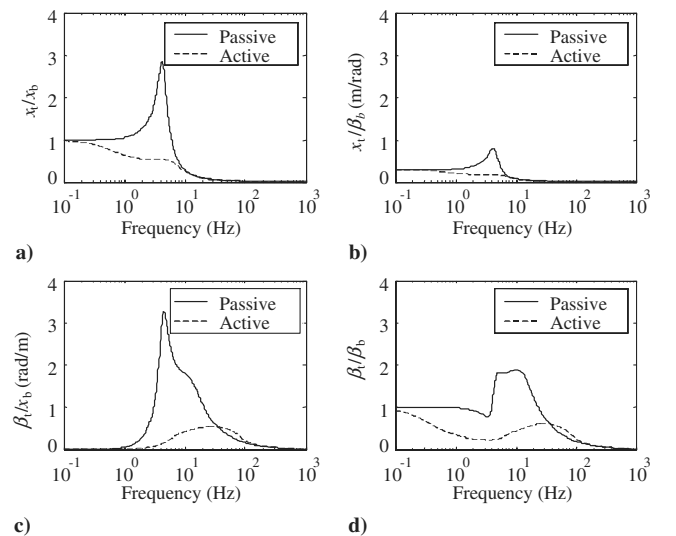 4
3
2
1
0
x_t/x_b
Passive
Active
10^-1 10^0 10^1 10^2 10^3
Frequency (Hz)
a)
4
3
2
1
0
x_t/β_b (m/rad)
Passive
Active
10^-1 10^0 10^1 10^2 10^3
Frequency (Hz)
b)
4
3
2
1
0
β_t/x_b (rad/m)
Passive
Active
10^-1 10^0 10^1 10^2 10^3
Frequency (Hz)
c)
4
3
2
1
0
β_t/β_b
Passive
Active
10^-1 10^0 10^1 10^2 10^3
Frequency (Hz)
d)